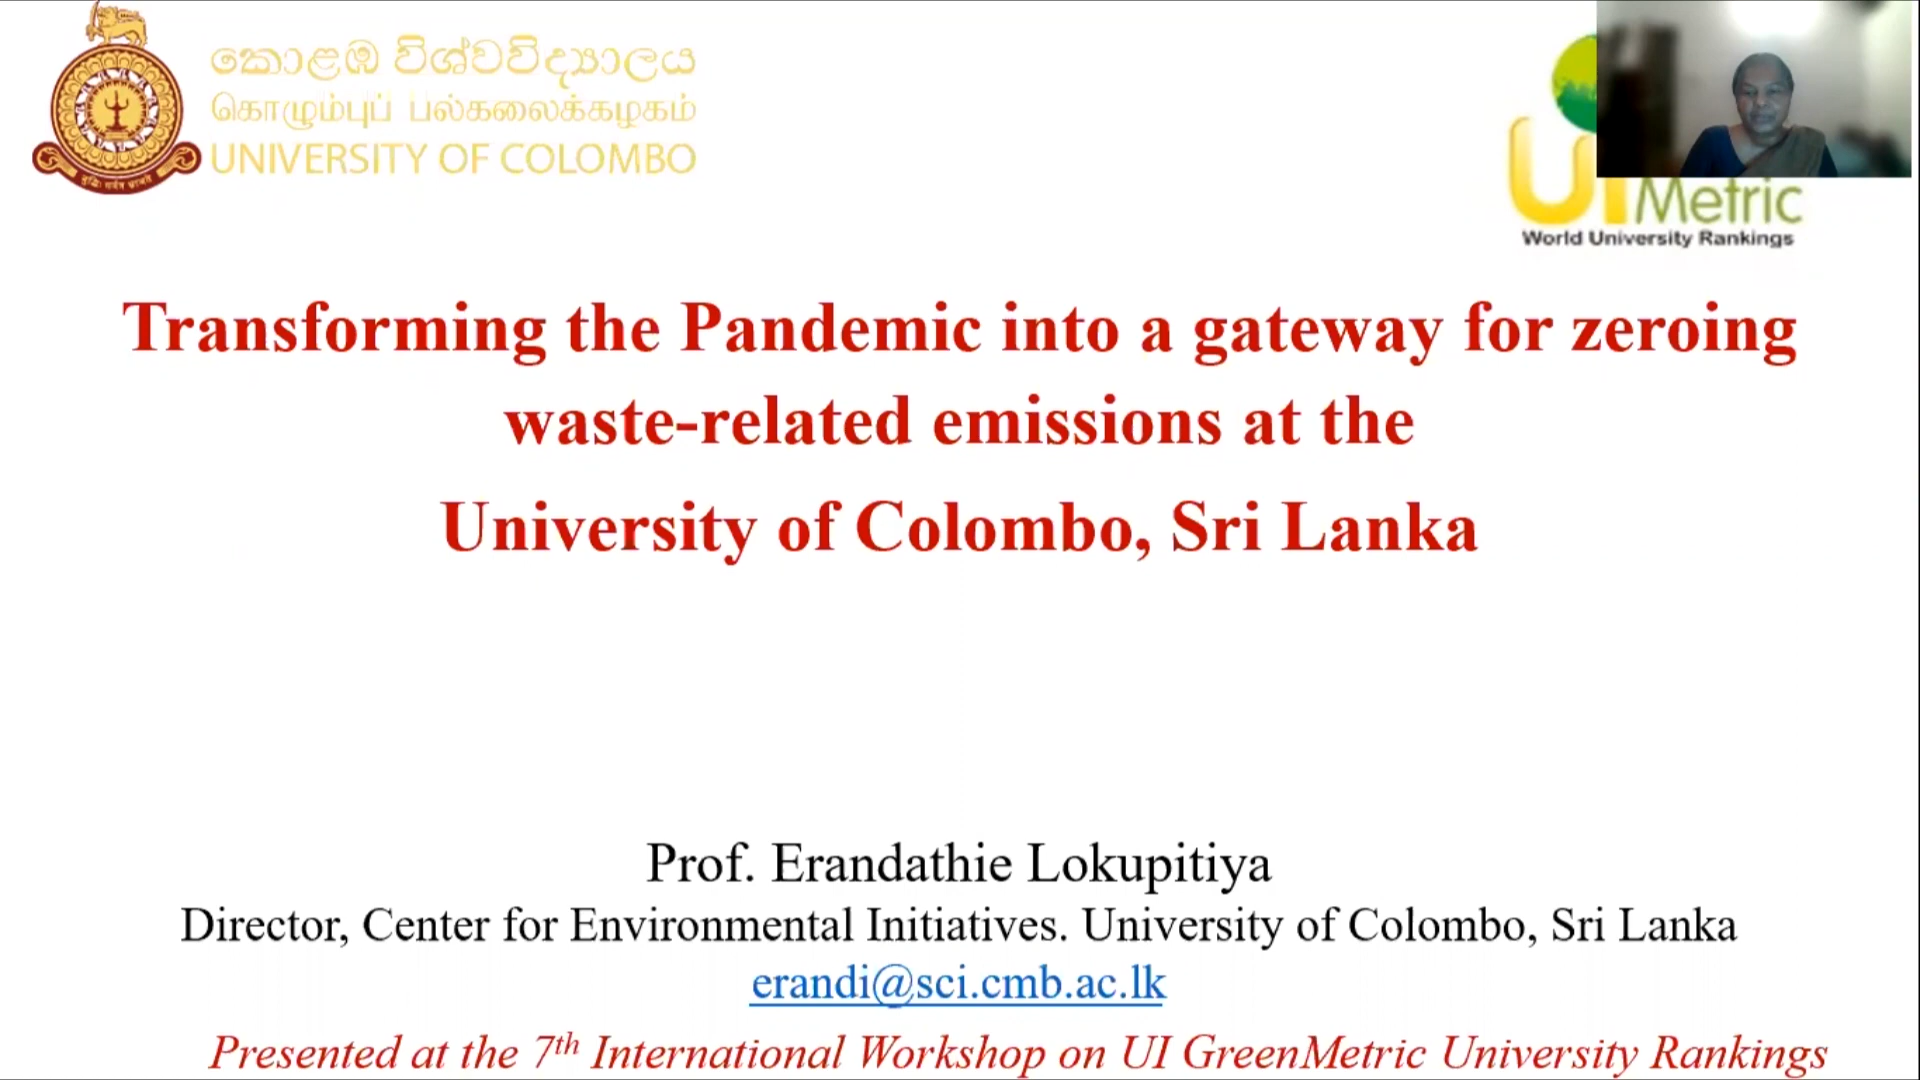 කොළඹ විශ්වවිද්‍යාලය
கொழும்புப் பல்கலைக்கழகம்
UNIVERSITY OF COLOMBO
UI Metric
World University Rankings
Transforming the Pandemic into a gateway for zeroing
waste-related emissions at the
University of Colombo, Sri Lanka
Prof. Erandathie Lokupitiya
Director, Center for Environmental Initiatives. University of Colombo, Sri Lanka
erandi@sci.cmb.ac.lk
Presented at the 7th International Workshop on UI GreenMetric University Rankings